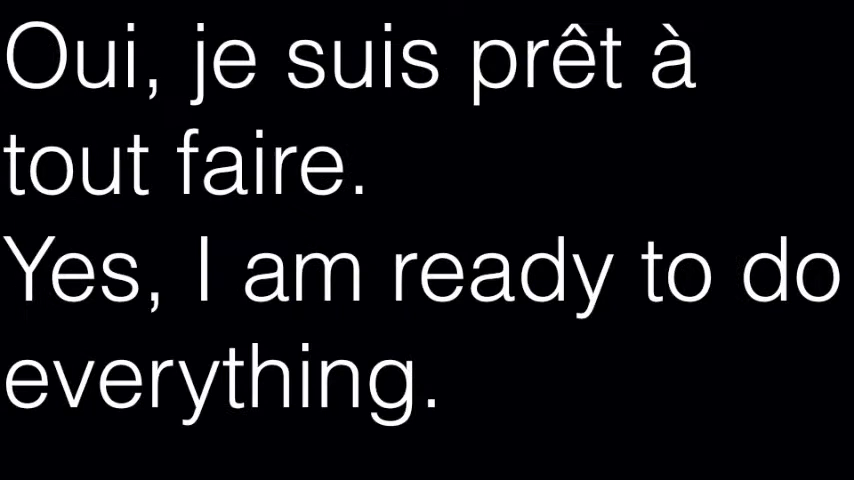 Oui, je suis prêt à
tout faire.
Yes, I am ready to do
everything.